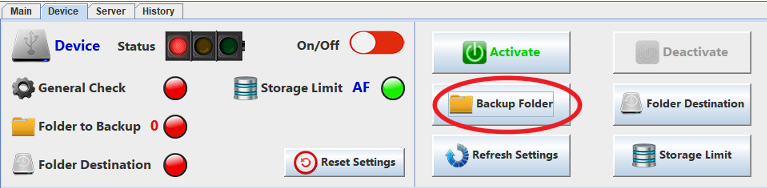 Main Device Server History
Device Status On/Off
General Check Storage Limit AF
Folder to Backup 0
Folder Destination Reset Settings
Activate Deactivate
Backup Folder Folder Destination
Refresh Settings Storage Limit